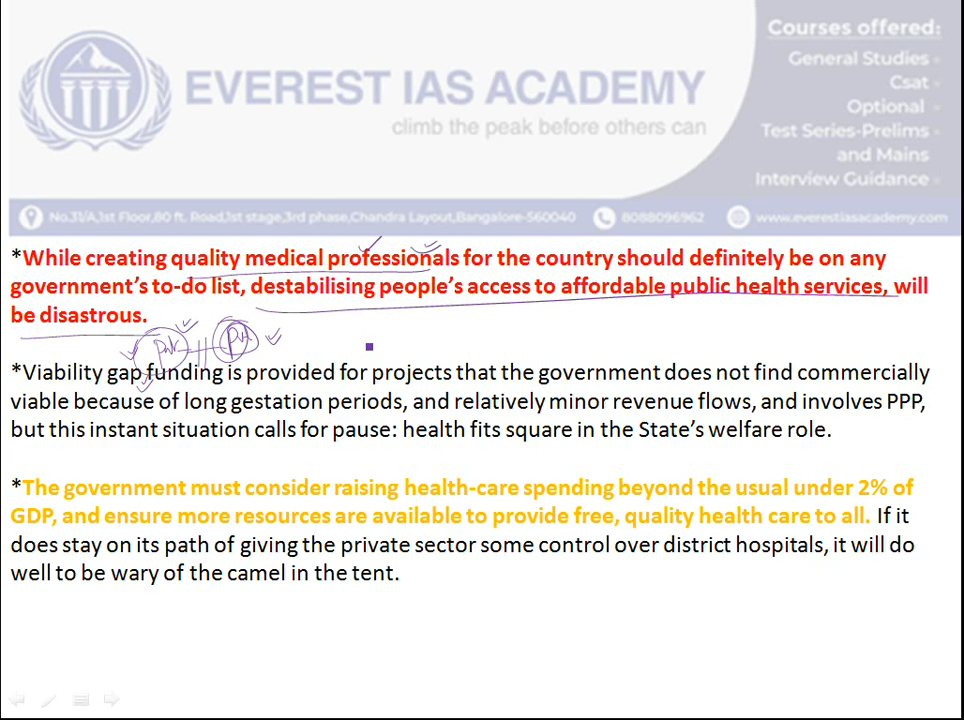 Courses offered:
General Studies
Csat
EVEREST IAS ACADEMY
Optional
climb the peak before others can
Test Series-Prelims
and Mains
Interview Guidance
No.31/A,1st Floor,80 ft. Road,1st stage,3rd phase,Chandra Layout,Bangalore-560040 8088096962 www.everestiasacademy.com
*While creating quality medical professionals for the country should definitely be on any
government's to-do list, destabilising people's access to affordable public health services, will
be disastrous.
*Viability gap funding is provided for projects that the government does not find commercially
viable because of long gestation periods, and relatively minor revenue flows, and involves PPP,
but this instant situation calls for pause: health fits square in the State's welfare role.
*The government must consider raising health-care spending beyond the usual under 2% of
GDP, and ensure more resources are available to provide free, quality health care to all. If it
does stay on its path of giving the private sector some control over district hospitals, it will do
well to be wary of the camel in the tent.